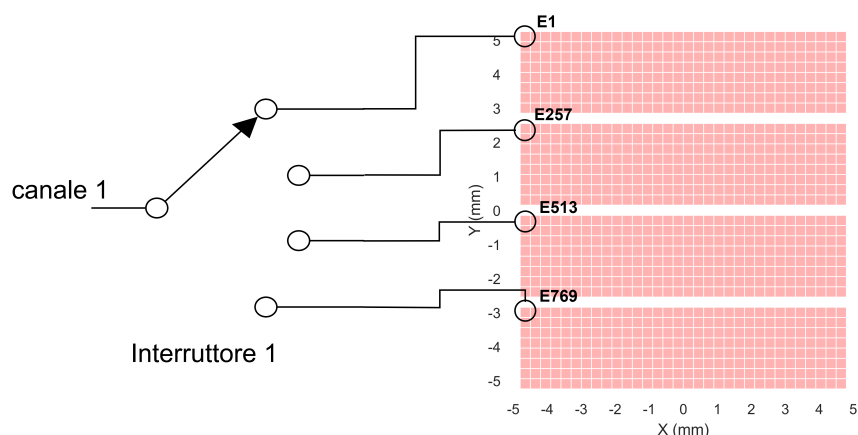 E1
5
4
3
E257
2
1
canale 1
0
E513
Y (mm)
-1
-2
E769
-3
Interruttore 1
-4
-5
-5 -4 -3 -2 -1 0 1 2 3 4 5
X (mm)